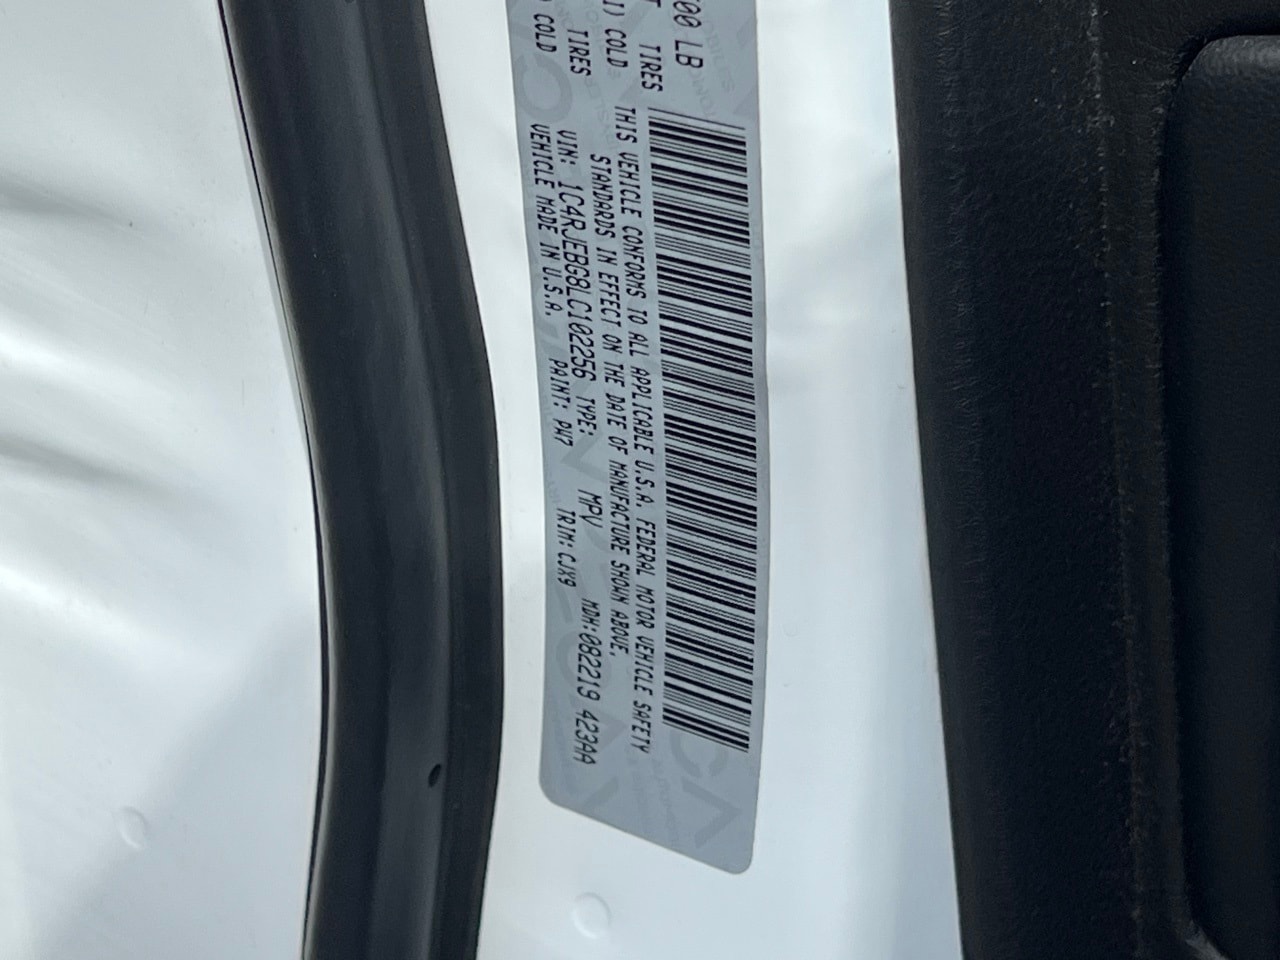 00 LB
T TIRES
I) COLD
TIRES
COLD
THIS VEHICLE CONFORMS TO ALL APPLICABLE U.S.A. FEDERAL MOTOR VEHICLE SAFETY
STANDARDS IN EFFECT ON THE DATE OF MANUFACTURE SHOWN ABOVE.
VIN: 1C4RJEBG8LC102256 TYPE: MPV MDH:082219 423AA
VEHICLE MADE IN U.S.A. PAINT: PW7 TRIM: CJX9